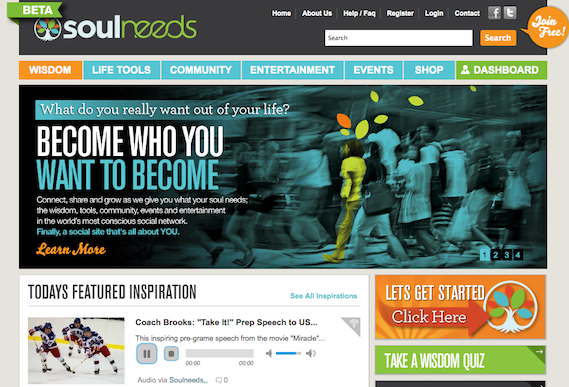 BETA
soulneeds
Home About Us Help / Faq Register Login Contact
f t
Search Search
Join Free!
WISDOM LIFE TOOLS COMMUNITY ENTERTAINMENT EVENTS SHOP DASHBOARD
What do you really want out of your life?
BECOME WHO YOU
WANT TO BECOME
Connect, share and grow as we give you what your soul needs;
the wisdom, tools, community, events and entertainment
in the world's most conscious social network.
Finally, a social site that's all about YOU.
Learn More
1 2 3 4
TODAYS FEATURED INSPIRATION
See All Inspirations
Coach Brooks: "Take It!" Prep Speech to US...
This inspiring pre-grame speech from the movie "Miracle"...
00:00 00:00
Audio via Soulneeds,, 0
LETS GET STARTED
Click Here
TAKE A WISDOM QUIZ